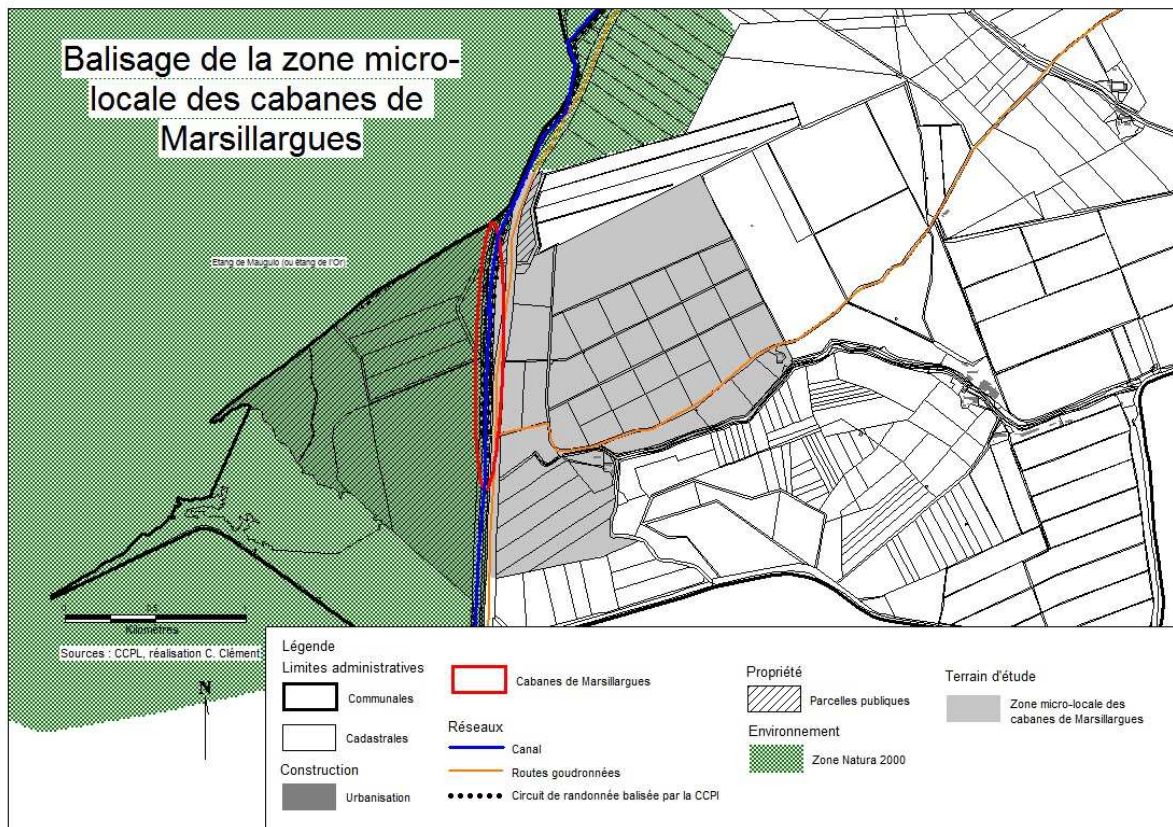 Balisage de la zone micro-
locale des cabanes de
Marsillargues
Etang de Mauguio (ou étang de l'Or)
0 0.5
Kilomètres
Sources : CCPL, réalisation C. Clément
N
Légende
Limites administratives
Communales
Cadastrales
Construction
Urbanisation
Cabanes de Marsillargues
Réseaux
Canal
Routes goudronnées
Circuit de randonnée balisée par la CCPl
Propriété
Parcelles publiques
Environnement
Zone Natura 2000
Terrain d'étude
Zone micro-locale des
cabanes de Marsillargues